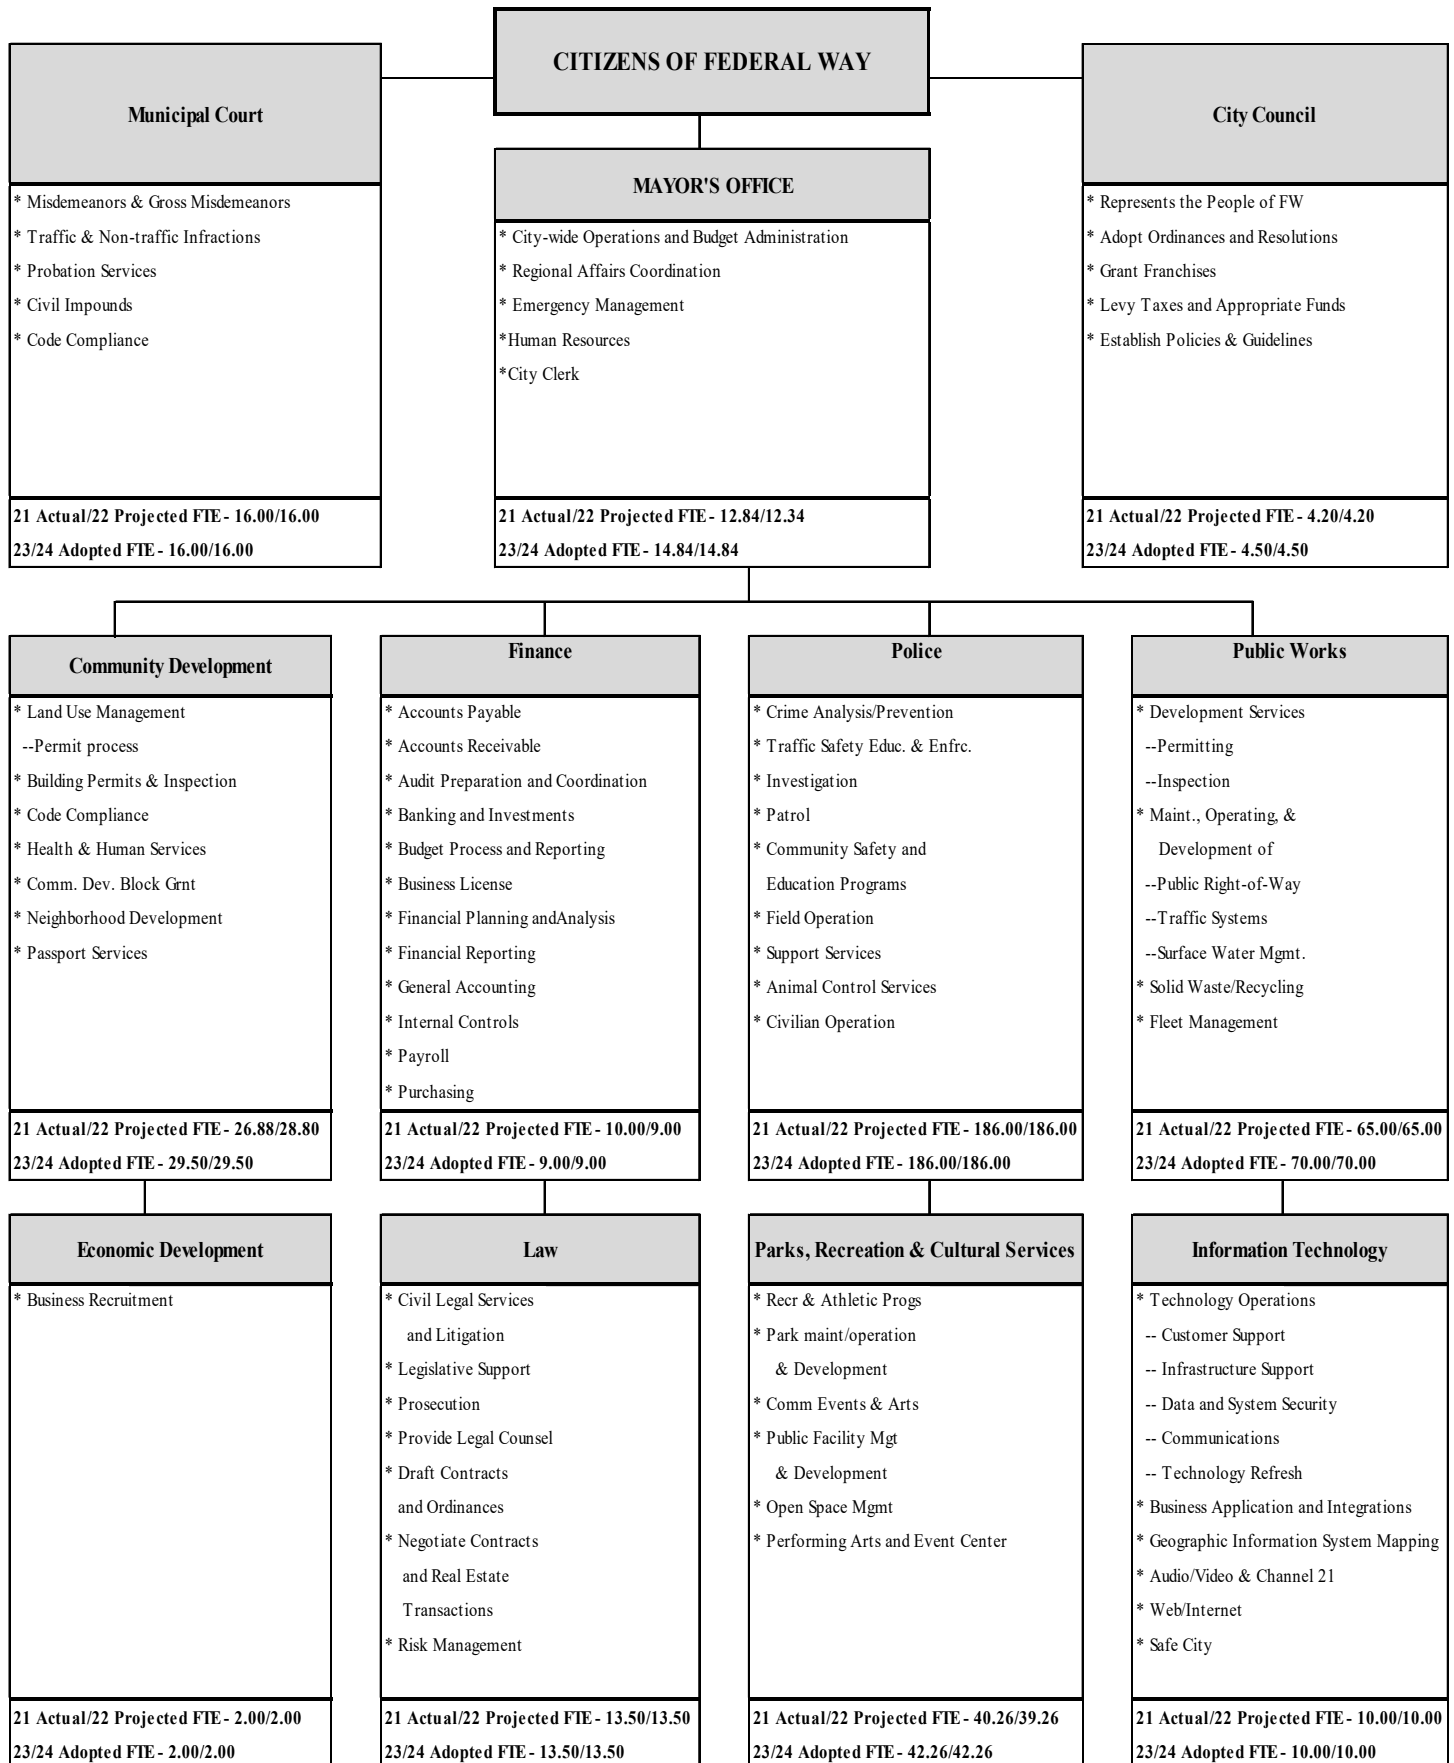 CITIZENS OF FEDERAL WAY
Municipal Court
* Misdemeanors & Gross Misdemeanors
* Traffic & Non-traffic Infractions
* Probation Services
* Civil Impounds
* Code Compliance
21 Actual/22 Projected FTE - 16.00/16.00
23/24 Adopted FTE - 16.00/16.00
MAYOR'S OFFICE
* City-wide Operations and Budget Administration
* Regional Affairs Coordination
* Emergency Management
*Human Resources
*City Clerk
21 Actual/22 Projected FTE - 12.84/12.34
23/24 Adopted FTE - 14.84/14.84
City Council
* Represents the People of FW
* Adopt Ordinances and Resolutions
* Grant Franchises
* Levy Taxes and Appropriate Funds
* Establish Policies & Guidelines
21 Actual/22 Projected FTE - 4.20/4.20
23/24 Adopted FTE - 4.50/4.50
Community Development
* Land Use Management
--Permit process
* Building Permits & Inspection
* Code Compliance
* Health & Human Services
* Comm. Dev. Block Grnt
* Neighborhood Development
* Passport Services
21 Actual/22 Projected FTE - 26.88/28.80
23/24 Adopted FTE - 29.50/29.50
Finance
* Accounts Payable
* Accounts Receivable
* Audit Preparation and Coordination
* Banking and Investments
* Budget Process and Reporting
* Business License
* Financial Planning andAnalysis
* Financial Reporting
* General Accounting
* Internal Controls
* Payroll
* Purchasing
21 Actual/22 Projected FTE - 10.00/9.00
23/24 Adopted FTE - 9.00/9.00
Police
* Crime Analysis/Prevention
* Traffic Safety Educ. & Enfrc.
* Investigation
* Patrol
* Community Safety and
Education Programs
* Field Operation
* Support Services
* Animal Control Services
* Civilian Operation
21 Actual/22 Projected FTE - 186.00/186.00
23/24 Adopted FTE - 186.00/186.00
Public Works
* Development Services
--Permitting
--Inspection
* Maint., Operating, &
Development of
--Public Right-of-Way
--Traffic Systems
--Surface Water Mgmt.
* Solid Waste/Recycling
* Fleet Management
21 Actual/22 Projected FTE - 65.00/65.00
23/24 Adopted FTE - 70.00/70.00
Economic Development
* Business Recruitment
21 Actual/22 Projected FTE - 2.00/2.00
23/24 Adopted FTE - 2.00/2.00
Law
* Civil Legal Services
and Litigation
* Legislative Support
* Prosecution
* Provide Legal Counsel
* Draft Contracts
and Ordinances
* Negotiate Contracts
and Real Estate
Transactions
* Risk Management
21 Actual/22 Projected FTE - 13.50/13.50
23/24 Adopted FTE - 13.50/13.50
Parks, Recreation & Cultural Services
* Recr & Athletic Progs
* Park maint/operation
& Development
* Comm Events & Arts
* Public Facility Mgt
& Development
* Open Space Mgmt
* Performing Arts and Event Center
21 Actual/22 Projected FTE - 40.26/39.26
23/24 Adopted FTE - 42.26/42.26
Information Technology
* Technology Operations
-- Customer Support
-- Infrastructure Support
-- Data and System Security
-- Communications
-- Technology Refresh
* Business Application and Integrations
* Geographic Information System Mapping
* Audio/Video & Channel 21
* Web/Internet
* Safe City
21 Actual/22 Projected FTE - 10.00/10.00
23/24 Adopted FTE - 10.00/10.00